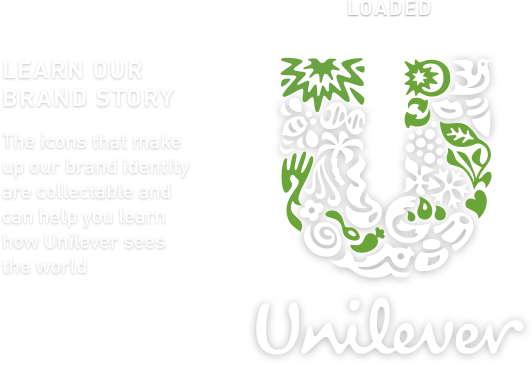 LOADED
LEARN OUR
BRAND STORY
The icons that make
up our brand identity
are collectable and
can help you learn
how Unilever sees
the world
Unilever